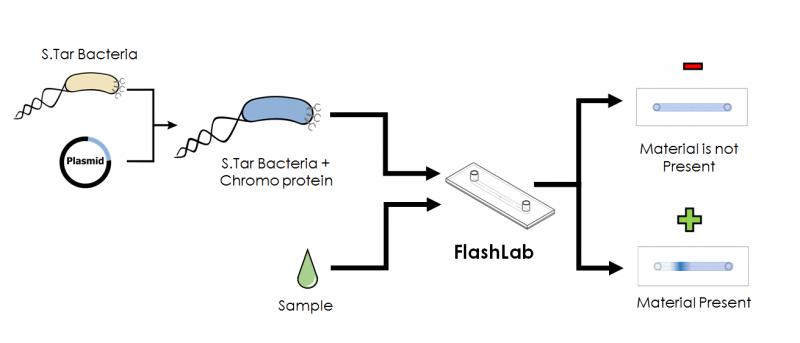 S.Tar Bacteria
Plasmid
S.Tar Bacteria +
Chromo protein
Sample
FlashLab
Material is not
Present
Material Present